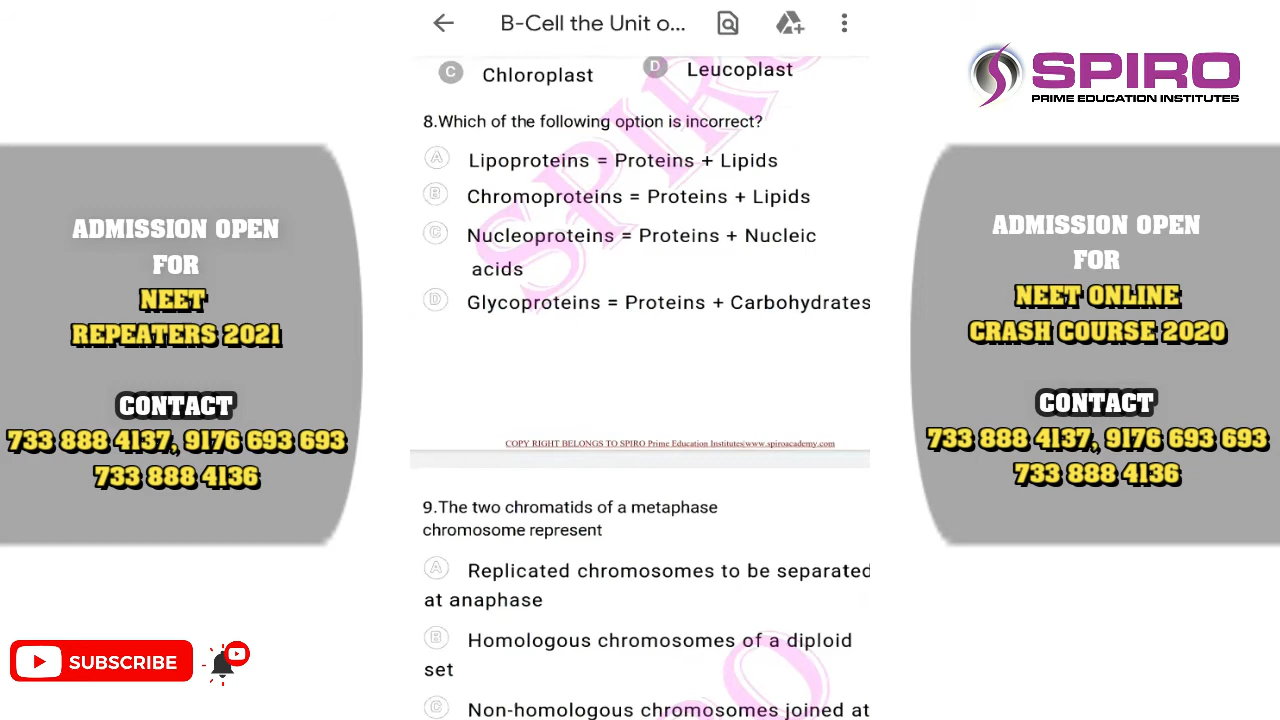 B-Cell the Unit o...
C Chloroplast
D Leucoplast
8.Which of the following option is incorrect?
A Lipoproteins = Proteins + Lipids
B Chromoproteins = Proteins + Lipids
C Nucleoproteins = Proteins + Nucleic
acids
D Glycoproteins = Proteins + Carbohydrates
COPY RIGHT BELONGS TO SPIRO Prime Education Institutes|www.spiroacademy.com
9.The two chromatids of a metaphase
chromosome represent
A Replicated chromosomes to be separated
at anaphase
B Homologous chromosomes of a diploid
set
C Non-homologous chromosomes joined at
SPIRO
ADMISSION OPEN
FOR
NEET
REPEATERS 2021
CONTACT
733 888 4137, 9176 693 693
733 888 4136
SUBSCRIBE
SPIRO
PRIME EDUCATION INSTITUTES
ADMISSION OPEN
FOR
NEET ONLINE
CRASH COURSE 2020
CONTACT
733 888 4137, 9176 693 693
733 888 4136